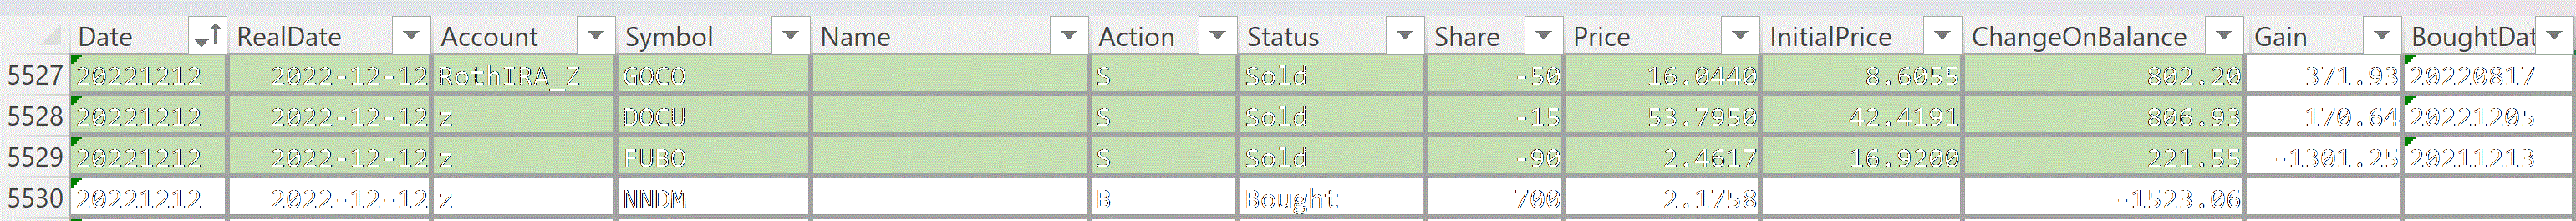 Date RealDate Account Symbol Name Action Status Share Price InitialPrice ChangeOnBalance Gain BoughtDat
5527 20221212 2022-12-12 RothIRA_Z GOCO S Sold -50 16.0440 8.6055 802.20 371.93 20220817
5528 20221212 2022-12-12 z DOCU S Sold -15 53.7950 42.4191 806.93 170.64 20221205
5529 20221212 2022-12-12 z FUBO S Sold -90 2.4617 16.9200 221.55 -1301.25 20211213
5530 20221212 2022-12-12 z NNDM B Bought 700 2.1758 -1523.06